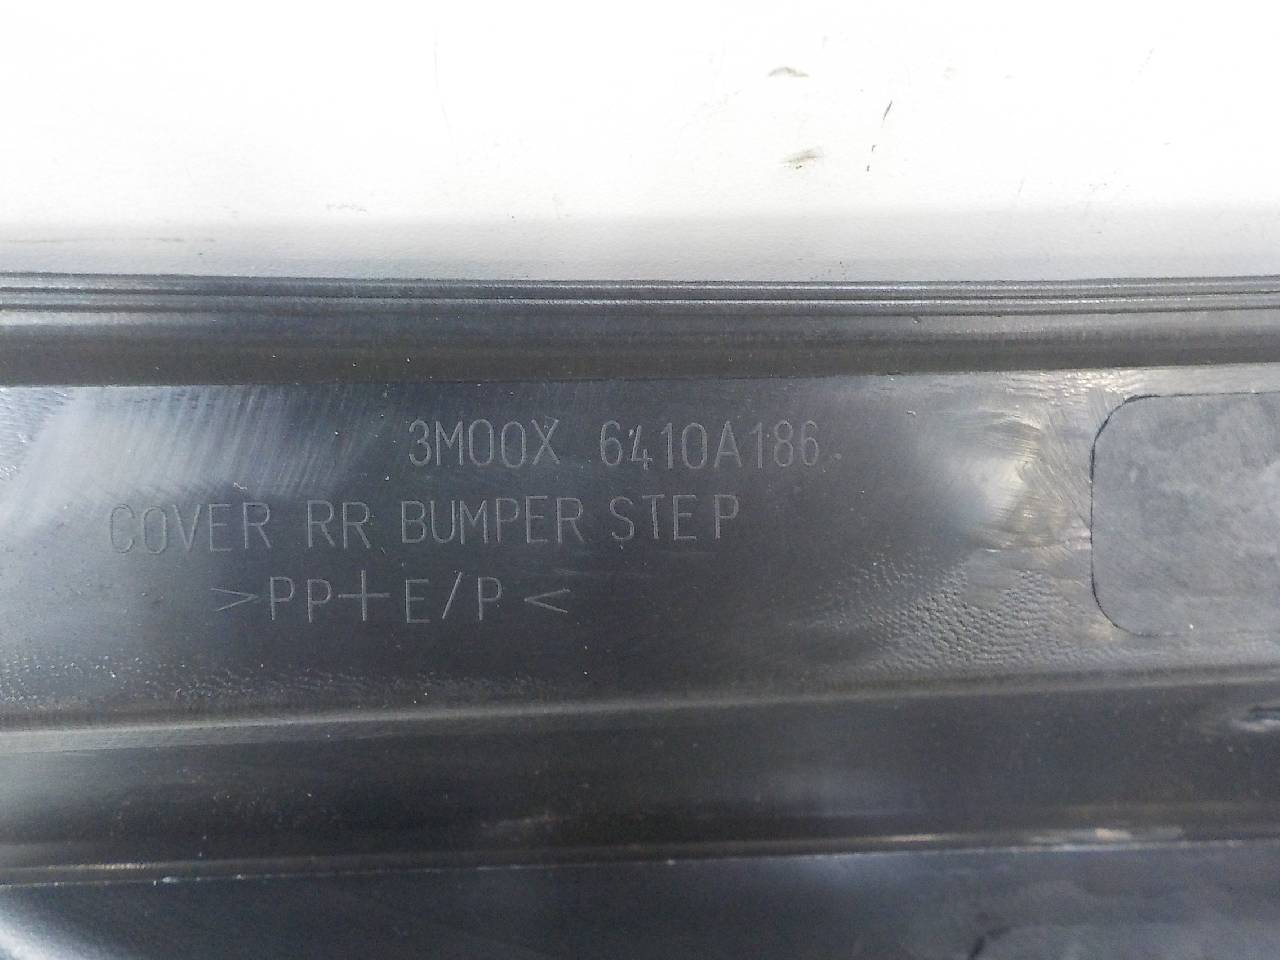 3M00X 6410A186
COVER RR BUMPER STEP
>PP+E/P<